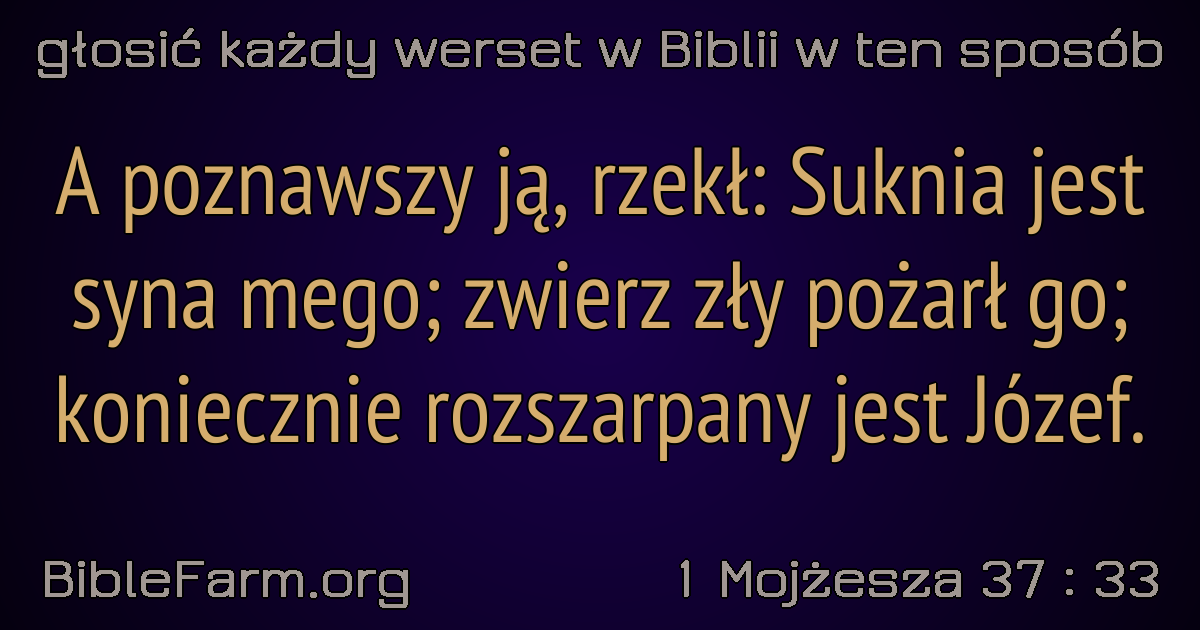 głosić każdy werset w Biblii w ten sposób
A poznawszy ją, rzekł: Suknia jest
syna mego; zwierz zły pożarł go;
koniecznie rozszarpany jest Józef.
BibleFarm.org
1 Mojżesza 37 : 33